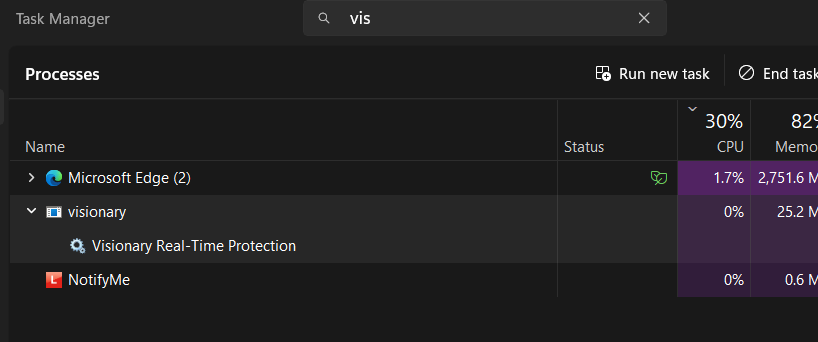 Task Manager
vis
Processes
Run new task
End task
30%
82%
Name
Status
CPU
Memo
Microsoft Edge (2)
1.7%
2,751.6 M
visionary
0%
25.2 M
Visionary Real-Time Protection
NotifyMe
0%
0.6 M